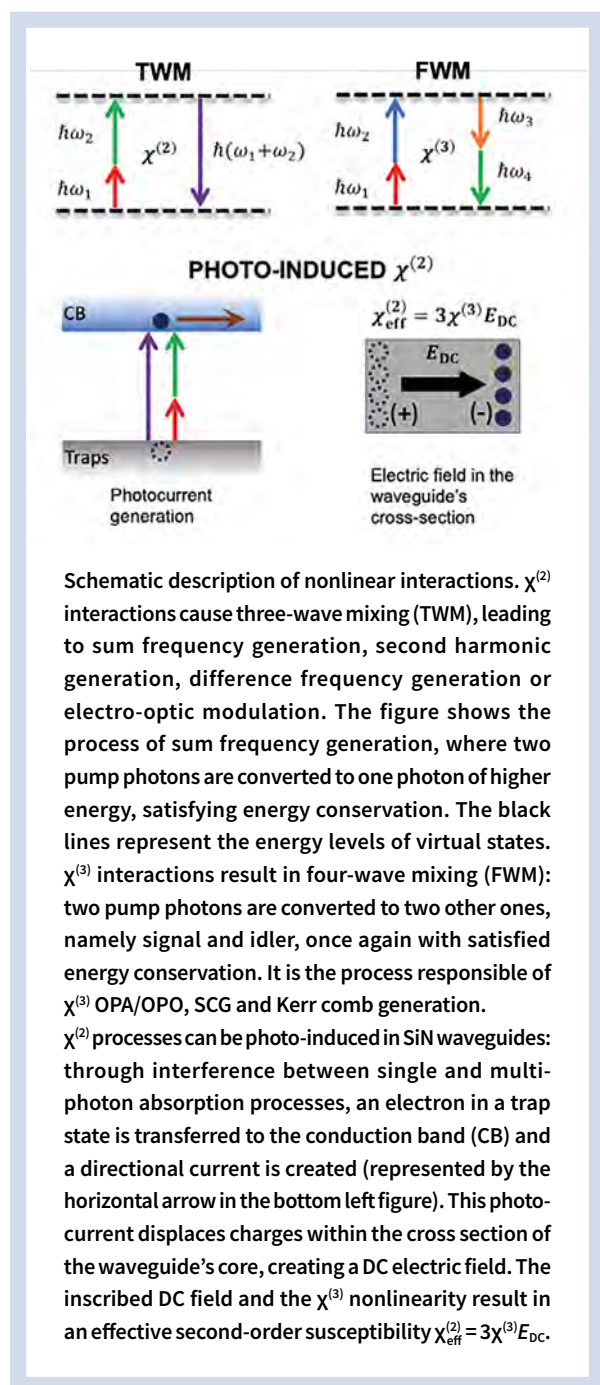 TWM
FWM
ħω₂
χ⁽²⁾
ħ(ω₁+ω₂)
ħω₁
ħω₂
χ⁽³⁾
ħω₃
ħω₁
ħω₄
PHOTO-INDUCED χ⁽²⁾
CB
Traps
Photocurrent
generation
χ⁽²⁾eff = 3χ⁽³⁾E_DC
E_DC
(+)
(-)
Electric field in the
waveguide's
cross-section
Schematic description of nonlinear interactions. χ⁽²⁾
interactions cause three-wave mixing (TWM), leading
to sum frequency generation, second harmonic
generation, difference frequency generation or
electro-optic modulation. The figure shows the
process of sum frequency generation, where two
pump photons are converted to one photon of higher
energy, satisfying energy conservation. The black
lines represent the energy levels of virtual states.
χ⁽³⁾ interactions result in four-wave mixing (FWM):
two pump photons are converted to two other ones,
namely signal and idler, once again with satisfied
energy conservation. It is the process responsible of
χ⁽³⁾ OPA/OPO, SCG and Kerr comb generation.
χ⁽²⁾ processes can be photo-induced in SiN waveguides:
through interference between single and multi-
photon absorption processes, an electron in a trap
state is transferred to the conduction band (CB) and
a directional current is created (represented by the
horizontal arrow in the bottom left figure). This photo-
current displaces charges within the cross section of
the waveguide's core, creating a DC electric field. The
inscribed DC field and the χ⁽³⁾ nonlinearity result in
an effective second-order susceptibility χ⁽²⁾eff = 3χ⁽³⁾E_DC.